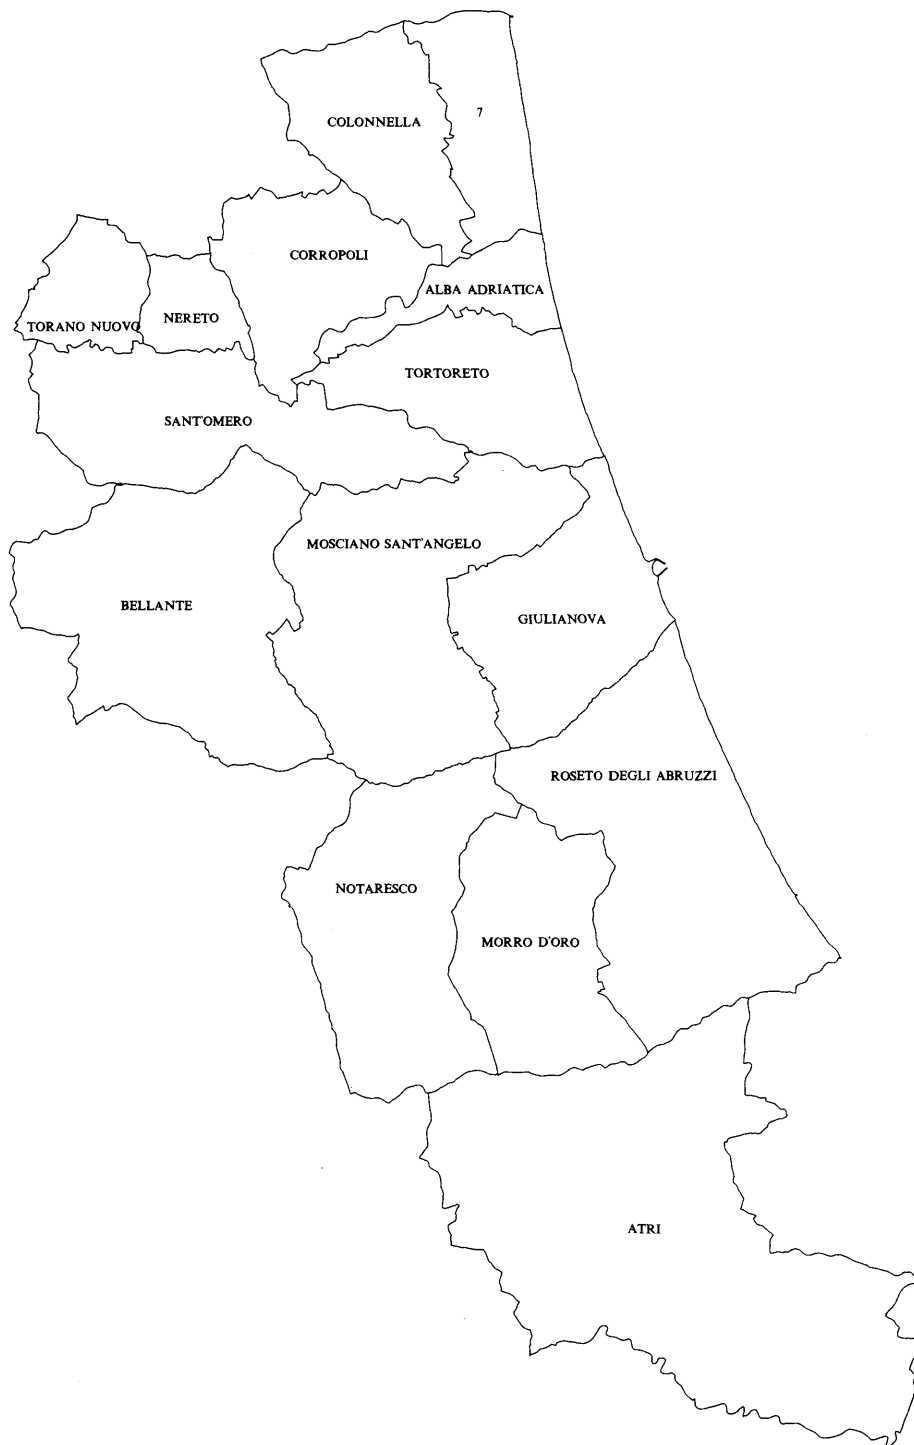 7
COLONNELLA
CORROPOLI
ALBA ADRIATICA
NERETO
TORANO NUOVO
TORTORETO
SANT'OMERO
MOSCIANO SANT'ANGELO
BELLANTE
GIULIANOVA
ROSETO DEGLI ABRUZZI
NOTARESCO
MORRO D'ORO
ATRI